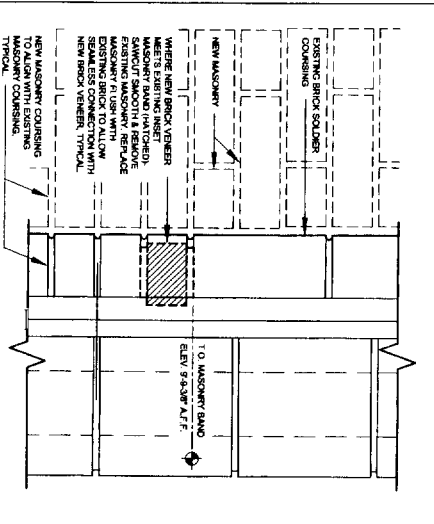 EXISTING BRICK SOLDIER
COURSING
NEW MASONRY
WHERE NEW BRICK VENEER
MEETS EXISTING INSET
MASONRY BAND (HATCHED)-
SAWCUT SMOOTH & REMOVE
EXISTING MASONRY. REPLACE
MASONRY FLUSH WITH
EXISTING BRICK TO ALLOW
SEAMLESS CONNECTION WITH
NEW BRICK VENEER, TYPICAL
NEW MASONRY COURSING
TO ALIGN WITH EXISTING
MASONRY COURSING.
TYPICAL.
T.O. MASONRY BAND
ELEV. 9'-9-3/8" A.F.F.